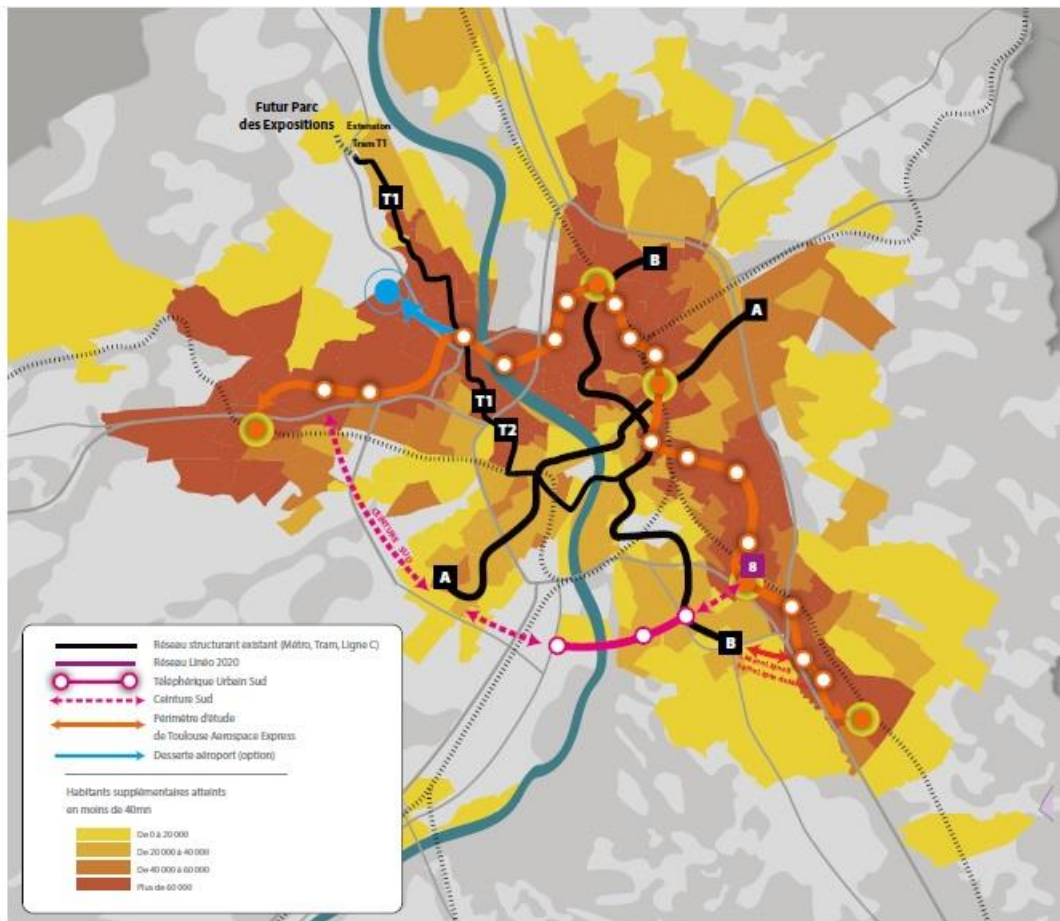 Futur Parc
des Expositions
Extension
Tram T1
T1
B
A
T1
T2
CEINTURE SUD
A
8
B
Réseau structurant existant (Métro, Tram, Ligne C)
Réseau Linéo 2020
Téléphérique Urbain Sud
Ceinture Sud
Périmètre d'étude
de Toulouse Aerospace Express
Desserte aéroport (option)
Habitants supplémentaires atteints
en moins de 40mn
De 0 à 20 000
De 20 000 à 40 000
De 40 000 à 60 000
Plus de 60 000